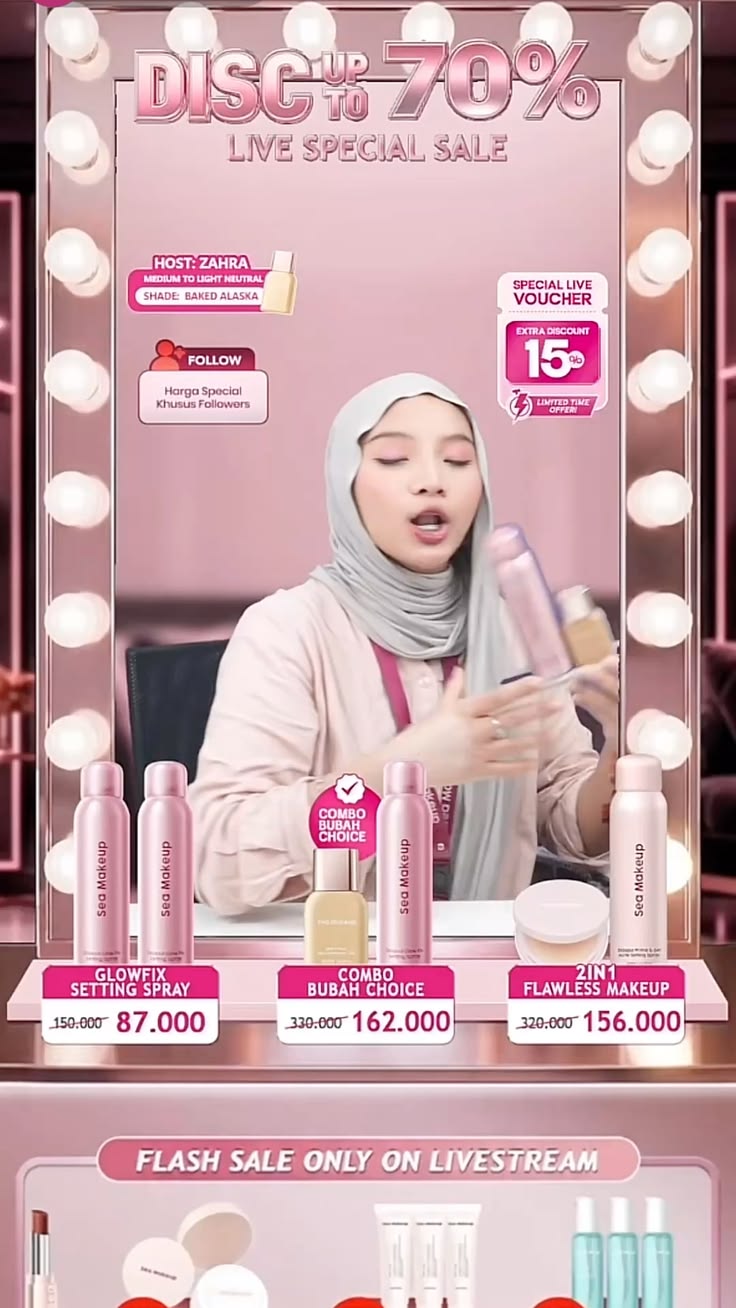 DISC UP TO 70%
LIVE SPECIAL SALE
HOST: ZAHRA
MEDIUM TO LIGHT NEUTRAL
SHADE: BAKED ALASKA
SPECIAL LIVE
VOUCHER
EXTRA DISCOUNT
15%
LIMITED TIME
OFFER!
FOLLOW
Harga Special
Khusus Followers
COMBO
BUBAH
CHOICE
Sea Makeup
Sea Makeup
Sea Makeup
Sea Makeup
GLOWFIX
SETTING SPRAY
150.000 87.000
COMBO
BUBAH CHOICE
330.000 162.000
2IN1
FLAWLESS MAKEUP
320.000 156.000
FLASH SALE ONLY ON LIVESTREAM